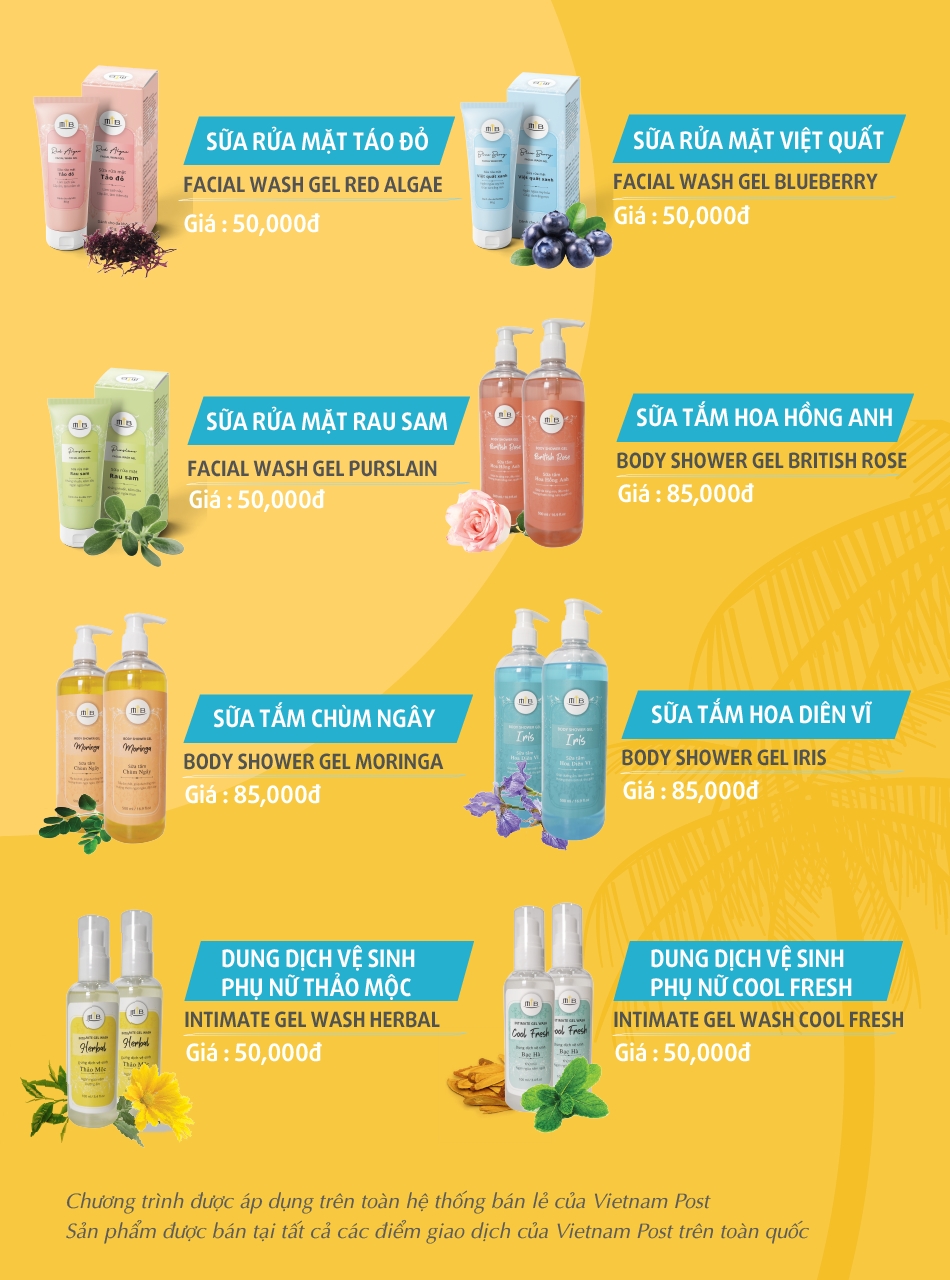 SỮA RỬA MẶT TÁO ĐỎ
FACIAL WASH GEL RED ALGAE
Giá : 50,000đ
SỮA RỬA MẶT VIỆT QUẤT
FACIAL WASH GEL BLUEBERRY
Giá : 50,000đ
SỮA RỬA MẶT RAU SAM
FACIAL WASH GEL PURSLAIN
Giá : 50,000đ
SỮA TẮM HOA HỒNG ANH
BODY SHOWER GEL BRITISH ROSE
Giá : 85,000đ
SỮA TẮM CHÙM NGÂY
BODY SHOWER GEL MORINGA
Giá : 85,000đ
SỮA TẮM HOA DIÊN VĨ
BODY SHOWER GEL IRIS
Giá : 85,000đ
DUNG DỊCH VỆ SINH
PHỤ NỮ THẢO MỘC
INTIMATE GEL WASH HERBAL
Giá : 50,000đ
DUNG DỊCH VỆ SINH
PHỤ NỮ COOL FRESH
INTIMATE GEL WASH COOL FRESH
Giá : 50,000đ
Chương trình được áp dụng trên toàn hệ thống bán lẻ của Vietnam Post
Sản phẩm được bán tại tất cả các điểm giao dịch của Vietnam Post trên toàn quốc